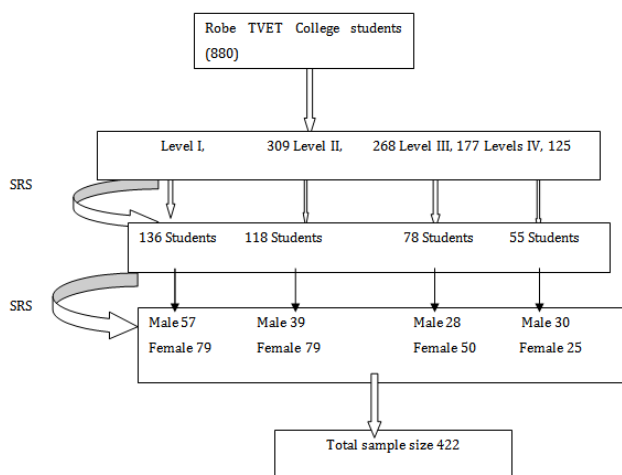 Robe TVET College students
(880)
Level I, 309 Level II, 268 Level III, 177 Levels IV, 125
SRS
136 Students 118 Students 78 Students 55 Students
SRS
Male 57 Male 39 Male 28 Male 30
Female 79 Female 79 Female 50 Female 25
Total sample size 422